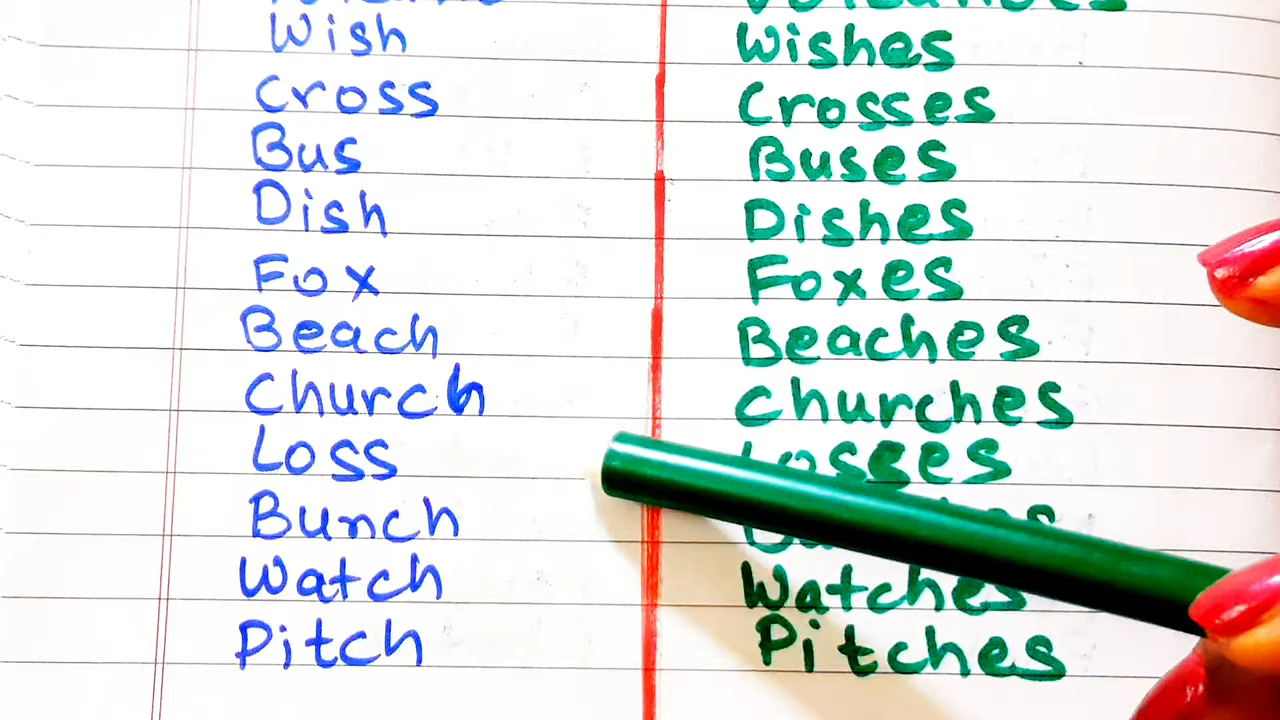 Wish Wishes
Cross Crosses
Bus Buses
Dish Dishes
Fox Foxes
Beach Beaches
Church Churches
Loss Losses
Bunch
Watch Watches
Pitch Pitches